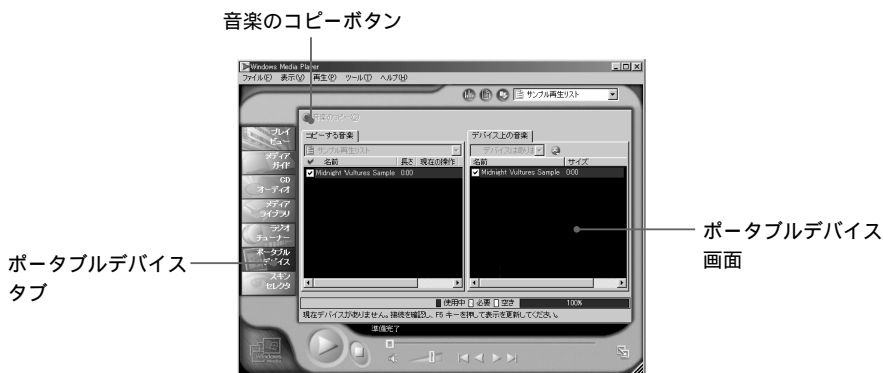 音楽のコピーボタン
Windows Media Player
ファイル(F) 表示(V) 再生(P) ツール(T) ヘルプ(H)
サンプル再生リスト
音楽のコピー(C)
コピーする音楽
デバイス上の音楽
サンプル再生リスト
名前 長さ 現在の操作
名前 サイズ
Midnight Vultures Sample 0:00
Midnight Vultures Sample 0:00
プレイ
ビュー
メディア
ガイド
CD
オーディオ
メディア
ライブラリ
ラジオ
チューナー
ポータブル
デバイス
スキン
セレクタ
ポータブルデバイス
タブ
ポータブルデバイス
画面
使用中 必要 空き 100%
現在デバイスがありません。接続を確認し、F5 キーを押して表示を更新してください。
準備完了
Windows
Media